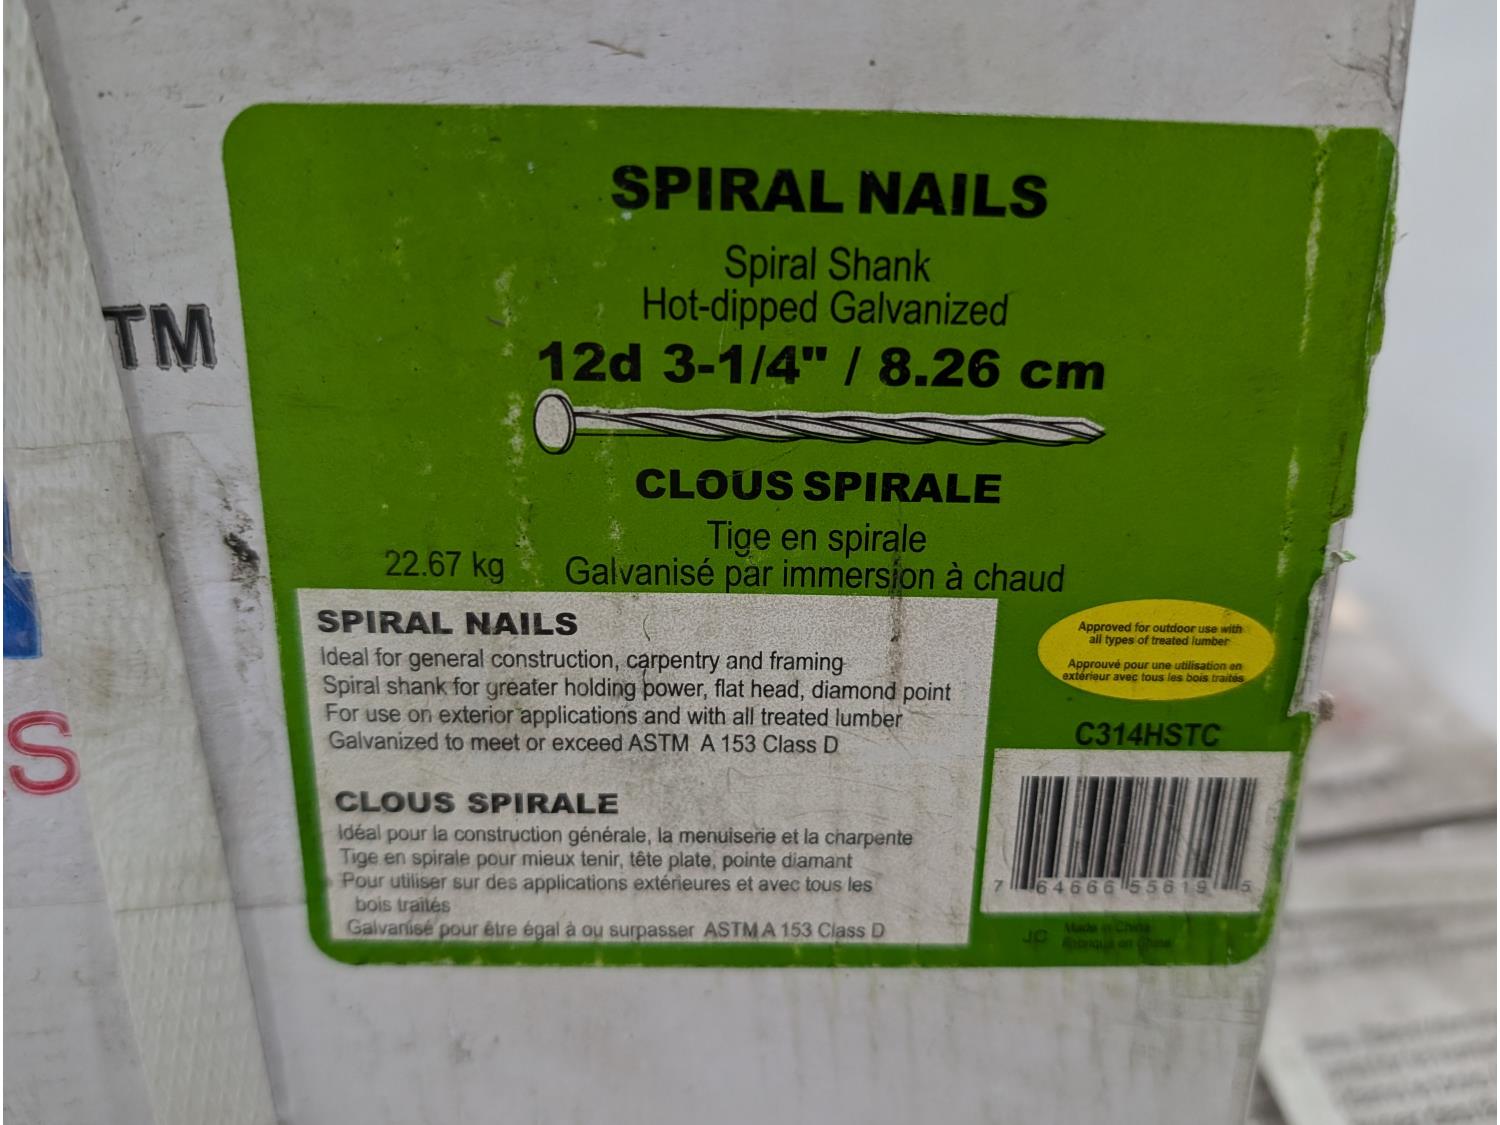 TM
S
SPIRAL NAILS
Spiral Shank
Hot-dipped Galvanized
12d 3-1/4" / 8.26 cm
CLOUS SPIRALE
Tige en spirale
22.67 kg
Galvanisé par immersion à chaud
SPIRAL NAILS
Ideal for general construction, carpentry and framing
Spiral shank for greater holding power, flat head, diamond point
For use on exterior applications and with all treated lumber
Galvanized to meet or exceed ASTM A 153 Class D
CLOUS SPIRALE
Idéal pour la construction générale, la menuiserie et la charpente
Tige en spirale pour mieux tenir, tête plate, pointe diamant
Pour utiliser sur des applications extérieures et avec tous les
bois traités
Galvanisé pour être égal à ou surpasser ASTM A 153 Class D
Approved for outdoor use with
all types of treated lumber
Approuvé pour une utilisation en
extérieur avec tous les bois traités
C314HSTC
7 64666 55619 5
JC
Made in China
Fabriqué en Chine